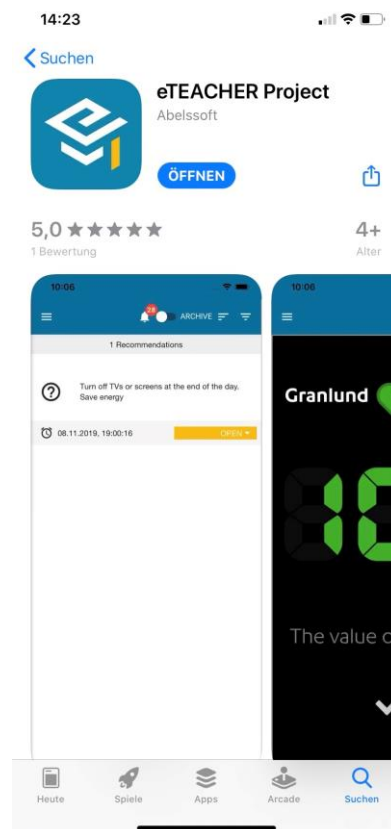 14:23
Suchen
eTEACHER Project
Abelssoft
ÖFFNEN
5,0
4+
1 Bewertung
Alter
10:06
28
ARCHIVE
1 Recommendations
Turn off TVs or screens at the end of the day.
Save energy
08.11.2019, 19:00:16
OPEN
10:06
Granlund
The value o
Heute
Spiele
Apps
Arcade
Suchen